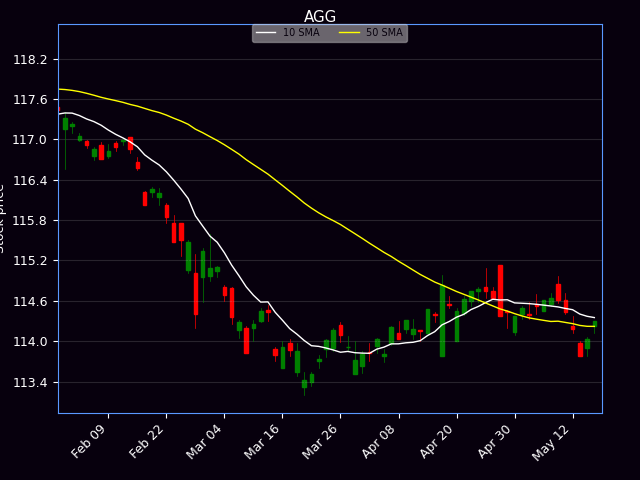 AGG
10 SMA 50 SMA
Stock price
118.2
117.6
117.0
116.4
115.8
115.2
114.6
114.0
113.4
Feb 09 Feb 22 Mar 04 Mar 16 Mar 26 Apr 08 Apr 20 Apr 30 May 12